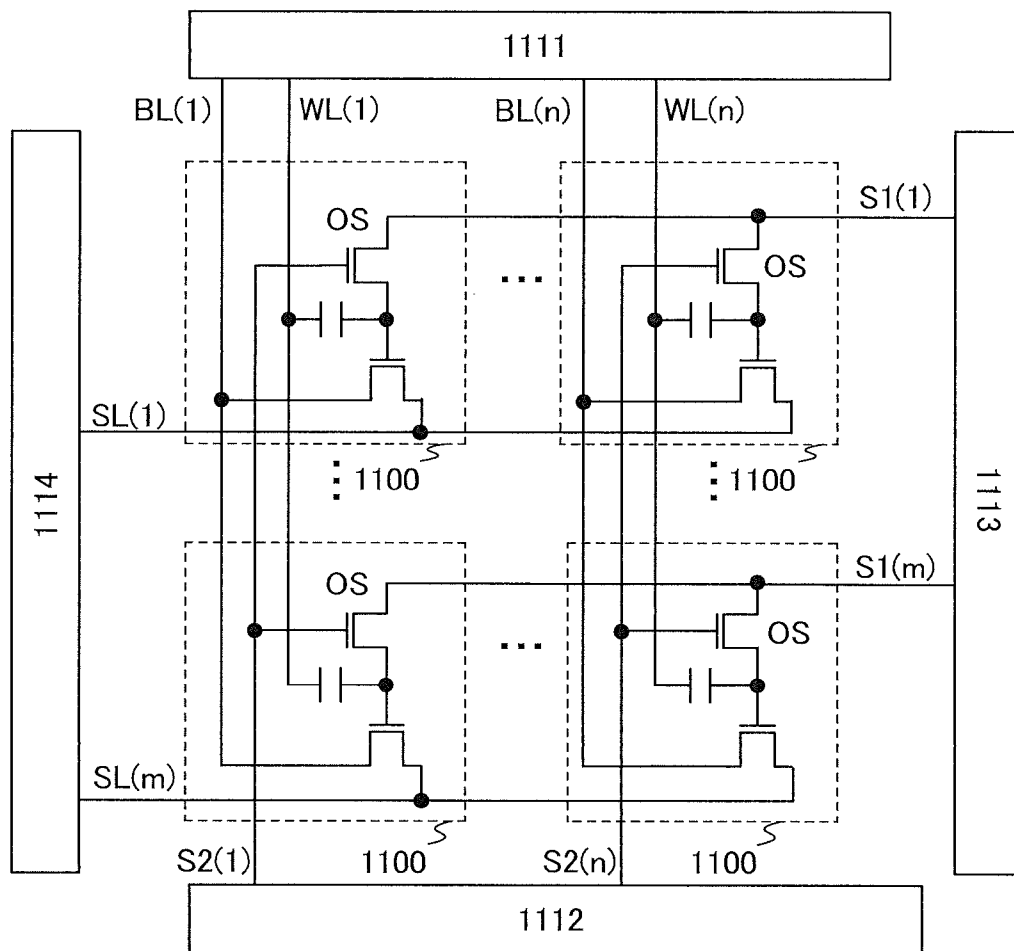 1111
BL(1)
WL(1)
BL(n)
WL(n)
S1(1)
OS
OS
...
SL(1)
1100
1100
1114
1113
S1(m)
OS
OS
...
SL(m)
S2(1)
1100
S2(n)
1100
1112